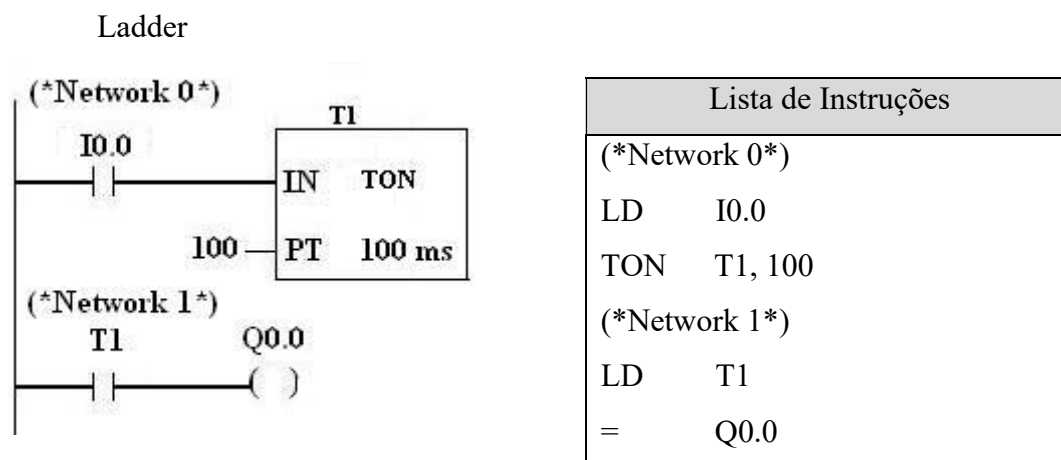 Ladder
(*Network 0*)
T1
I0.0
IN TON
100 PT 100 ms
(*Network 1*)
T1 Q0.0
( )
Lista de Instruções
(*Network 0*)
LD I0.0
TON T1, 100
(*Network 1*)
LD T1
= Q0.0